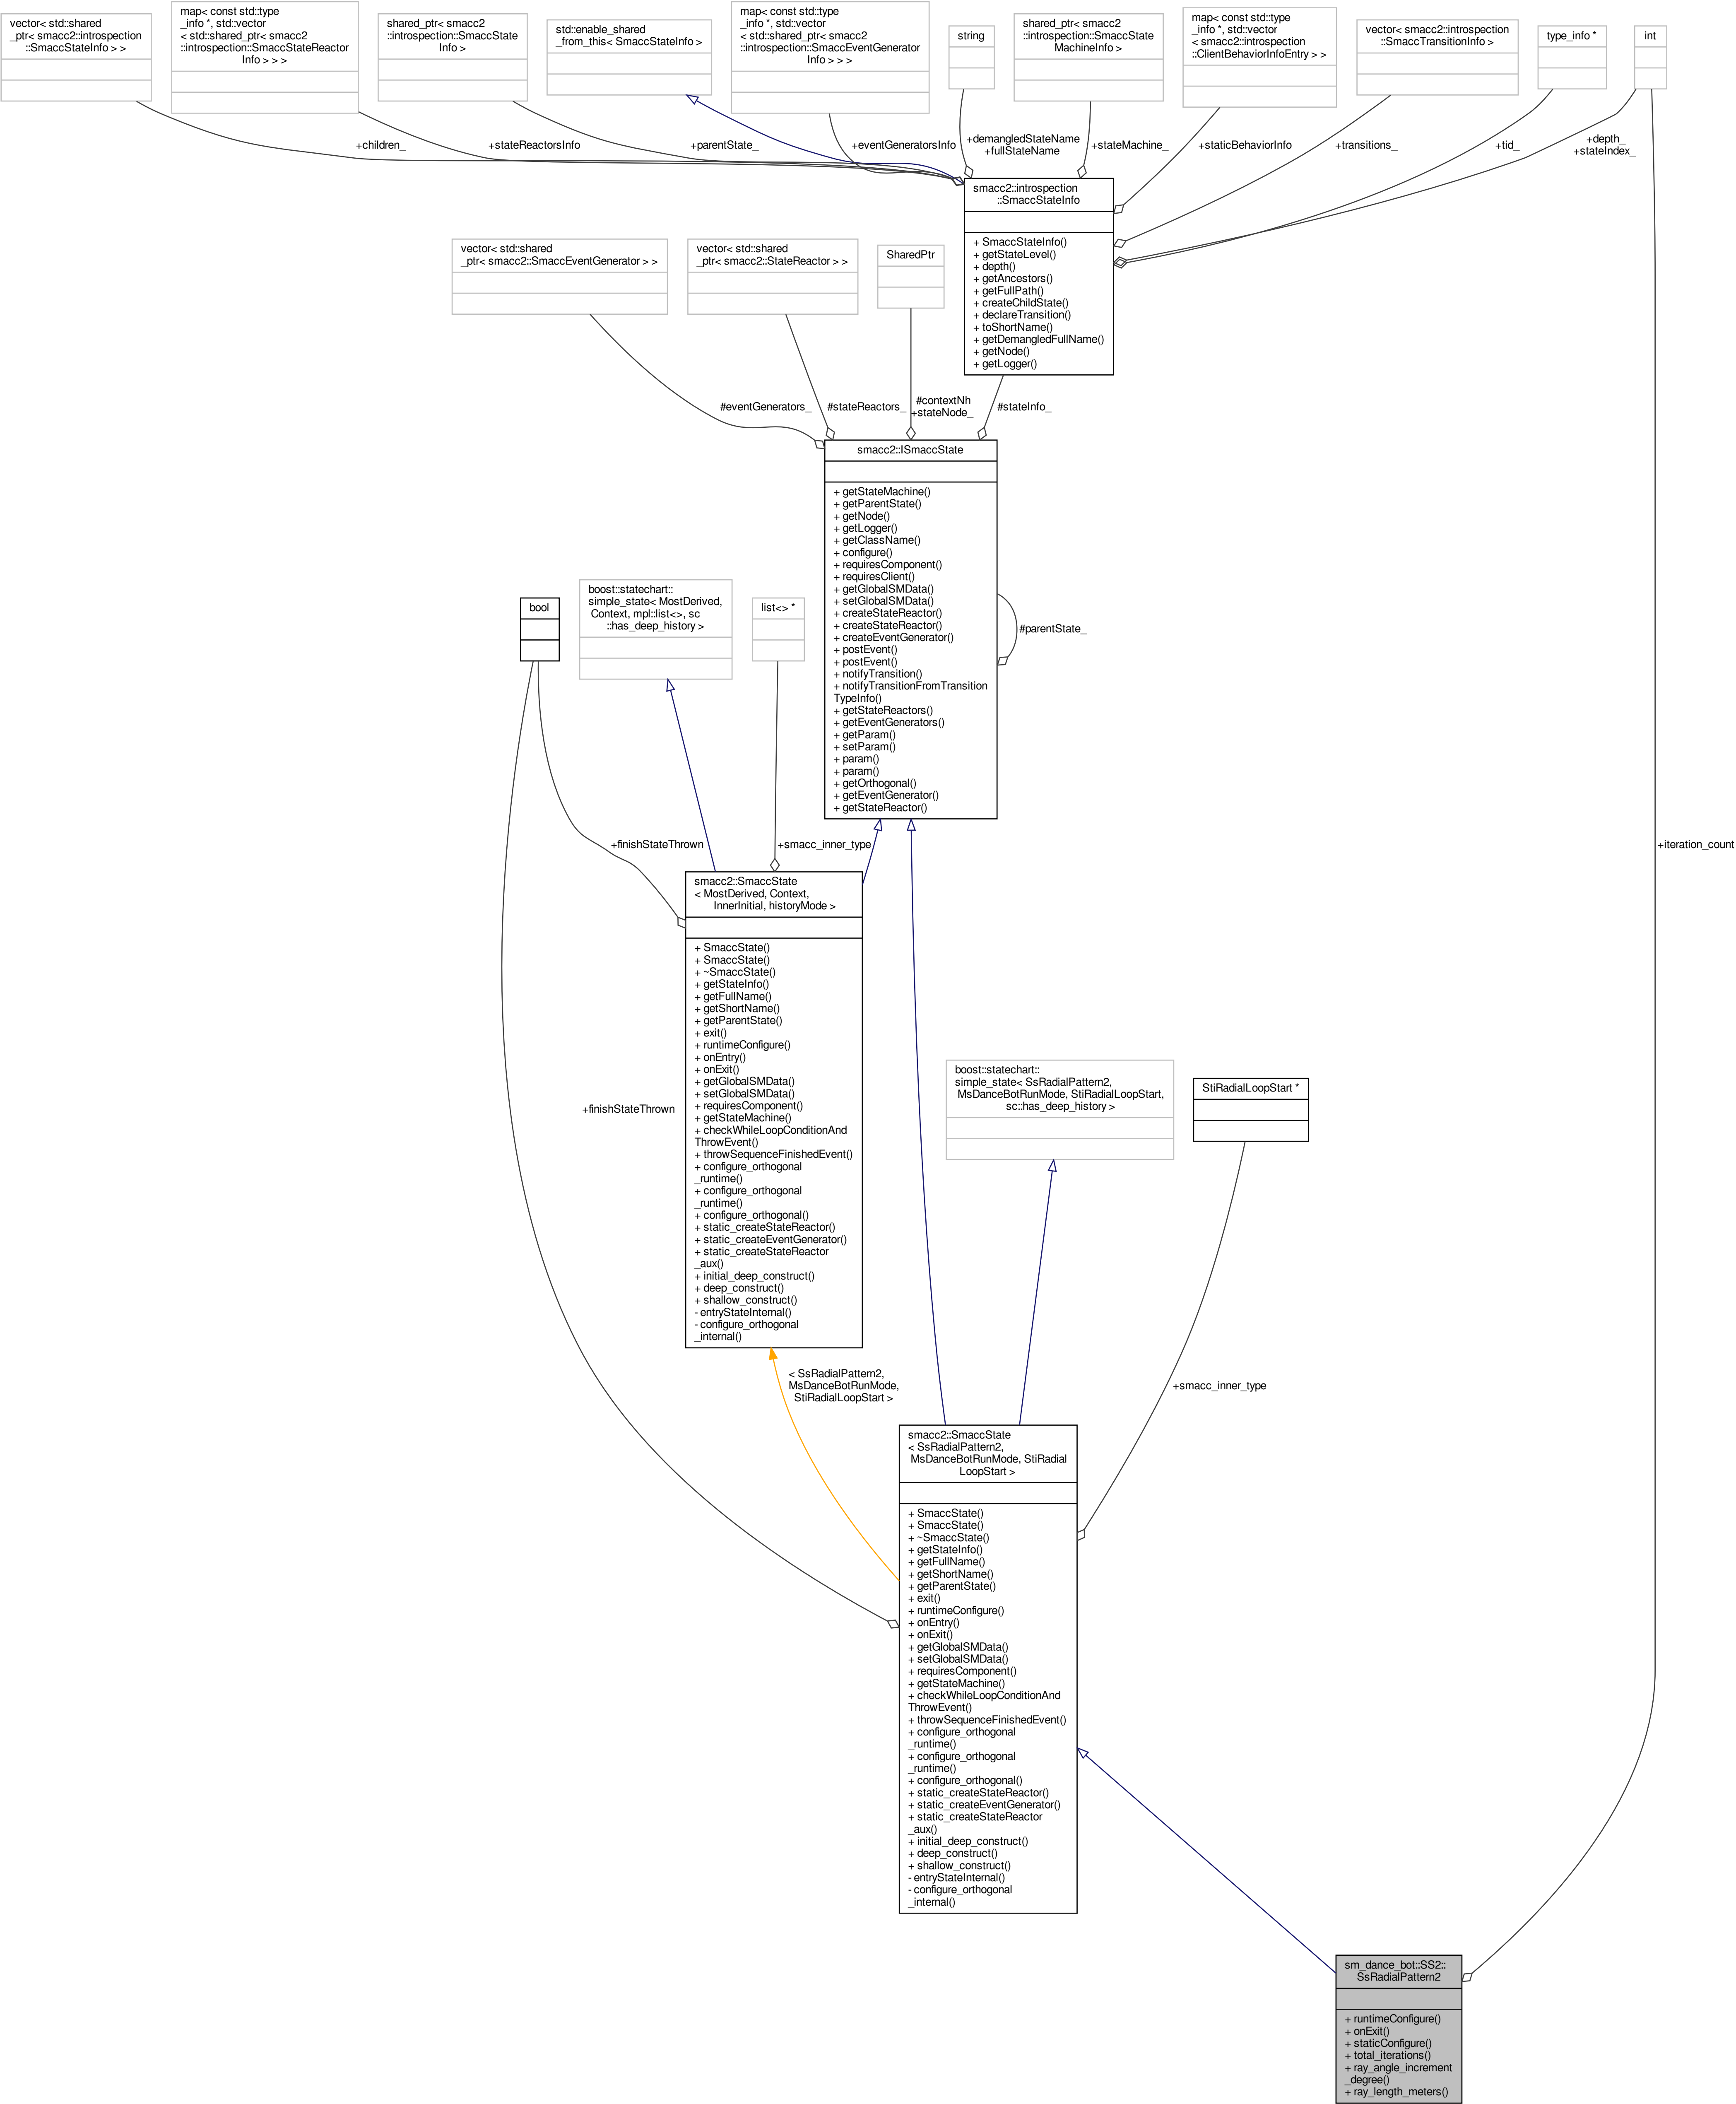 vector< std::shared
_ptr< smacc2::introspection
::SmaccStateInfo > >
map< const std::type
_info *, std::vector
< std::shared_ptr< smacc2
::introspection::SmaccStateReactor
Info > > >
shared_ptr< smacc2
::introspection::SmaccState
Info >
std::enable_shared
_from_this< SmaccStateInfo >
map< const std::type
_info *, std::vector
< std::shared_ptr< smacc2
::introspection::SmaccEventGenerator
Info > > >
string
shared_ptr< smacc2
::introspection::SmaccState
MachineInfo >
map< const std::type
_info *, std::vector
< smacc2::introspection
::ClientBehaviorInfoEntry > >
vector< smacc2::introspection
::SmaccTransitionInfo >
type_info *
int
+children_
+stateReactorsInfo
+parentState_
+eventGeneratorsInfo
+demangledStateName
+fullStateName
+stateMachine_
+staticBehaviorInfo
+transitions_
+tid_
+depth_
+stateIndex_
smacc2::introspection
::SmaccStateInfo
+ SmaccStateInfo()
+ getStateLevel()
+ depth()
+ getAncestors()
+ getFullPath()
+ createChildState()
+ declareTransition()
+ toShortName()
+ getDemangledFullName()
+ getNode()
+ getLogger()
vector< std::shared
_ptr< smacc2::SmaccEventGenerator > >
vector< std::shared
_ptr< smacc2::StateReactor > >
SharedPtr
#eventGenerators_
#stateReactors_
#contextNh
+stateNode_
#stateInfo_
smacc2::ISmaccState
+ getStateMachine()
+ getParentState()
+ getNode()
+ getLogger()
+ getClassName()
+ configure()
+ requiresComponent()
+ requiresClient()
+ getGlobalSMData()
+ setGlobalSMData()
+ createStateReactor()
+ createStateReactor()
+ createEventGenerator()
+ postEvent()
+ postEvent()
+ notifyTransition()
+ notifyTransitionFromTransition
TypeInfo()
+ getStateReactors()
+ getEventGenerators()
+ getParam()
+ setParam()
+ param()
+ param()
+ getOrthogonal()
+ getEventGenerator()
+ getStateReactor()
#parentState_
bool
boost::statechart::
simple_state< MostDerived,
Context, mpl::list<>, sc
::has_deep_history >
list<> *
+finishStateThrown
+smacc_inner_type
+iteration_count
smacc2::SmaccState
< MostDerived, Context,
InnerInitial, historyMode >
+ SmaccState()
+ SmaccState()
+ ~SmaccState()
+ getStateInfo()
+ getFullName()
+ getShortName()
+ getParentState()
+ exit()
+ runtimeConfigure()
+ onEntry()
+ onExit()
+ getGlobalSMData()
+ setGlobalSMData()
+ requiresComponent()
+ getStateMachine()
+ checkWhileLoopConditionAnd
ThrowEvent()
+ throwSequenceFinishedEvent()
+ configure_orthogonal
_runtime()
+ configure_orthogonal
_runtime()
+ configure_orthogonal()
+ static_createStateReactor()
+ static_createEventGenerator()
+ static_createStateReactor
_aux()
+ initial_deep_construct()
+ deep_construct()
+ shallow_construct()
- entryStateInternal()
- configure_orthogonal
_internal()
+finishStateThrown
boost::statechart::
simple_state< SsRadialPattern2,
MsDanceBotRunMode, StiRadialLoopStart,
sc::has_deep_history >
StiRadialLoopStart *
< SsRadialPattern2,
MsDanceBotRunMode,
StiRadialLoopStart >
+smacc_inner_type
smacc2::SmaccState
< SsRadialPattern2,
MsDanceBotRunMode, StiRadial
LoopStart >
+ SmaccState()
+ SmaccState()
+ ~SmaccState()
+ getStateInfo()
+ getFullName()
+ getShortName()
+ getParentState()
+ exit()
+ runtimeConfigure()
+ onEntry()
+ onExit()
+ getGlobalSMData()
+ setGlobalSMData()
+ requiresComponent()
+ getStateMachine()
+ checkWhileLoopConditionAnd
ThrowEvent()
+ throwSequenceFinishedEvent()
+ configure_orthogonal
_runtime()
+ configure_orthogonal
_runtime()
+ configure_orthogonal()
+ static_createStateReactor()
+ static_createEventGenerator()
+ static_createStateReactor
_aux()
+ initial_deep_construct()
+ deep_construct()
+ shallow_construct()
- entryStateInternal()
- configure_orthogonal
_internal()
sm_dance_bot::SS2::
SsRadialPattern2
+ runtimeConfigure()
+ onExit()
+ staticConfigure()
+ total_iterations()
+ ray_angle_increment
_degree()
+ ray_length_meters()